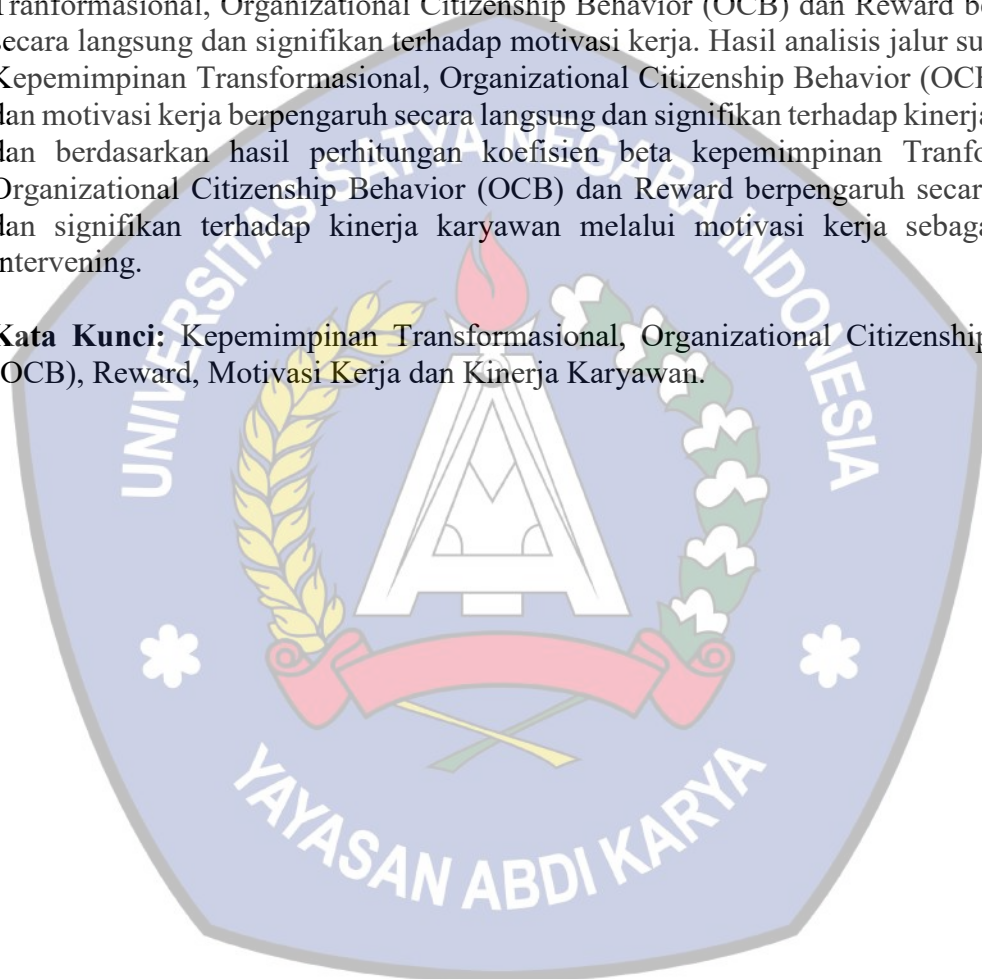 Tranformasional, Organizational Citizenship Behavior (OCB) dan Reward be
secara langsung dan signifikan terhadap motivasi kerja. Hasil analisis jalur su
Kepemimpinan Transformasional, Organizational Citizenship Behavior (OCB
dan motivasi kerja berpengaruh secara langsung dan signifikan terhadap kinerja
dan berdasarkan hasil perhitungan koefisien beta kepemimpinan Tranfo
Organizational Citizenship Behavior (OCB) dan Reward berpengaruh secar
dan signifikan terhadap kinerja karyawan melalui motivasi kerja sebaga
intervening.
Kata Kunci: Kepemimpinan Transformasional, Organizational Citizenship
(OCB), Reward, Motivasi Kerja dan Kinerja Karyawan.
UNIVERSITAS SATYA NEGARA INDONESIA
YAYASAN ABDI KARYA